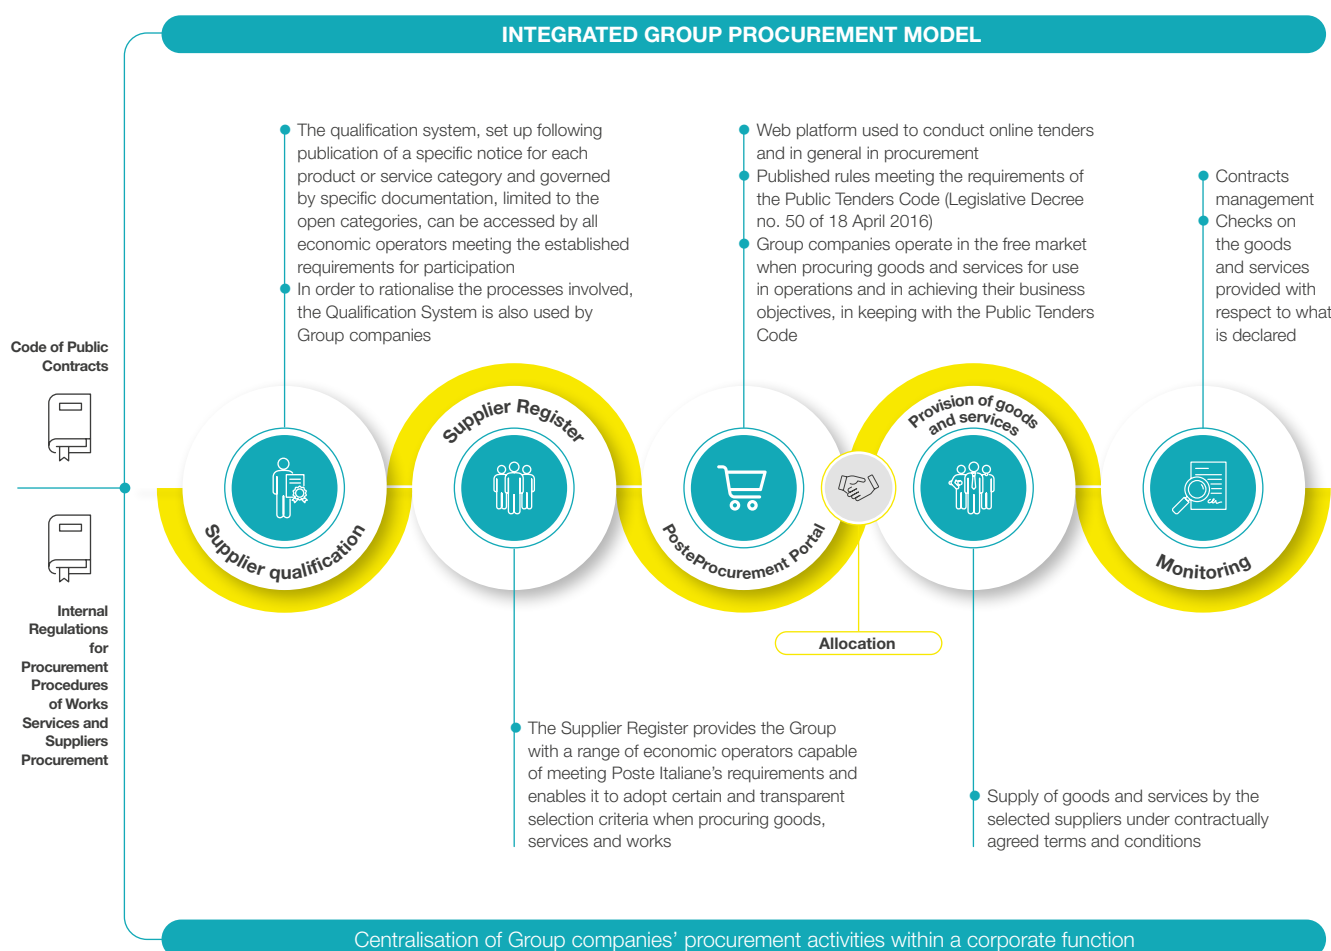 INTEGRATED GROUP PROCUREMENT MODEL
The qualification system, set up following
publication of a specific notice for each
product or service category and governed
by specific documentation, limited to the
open categories, can be accessed by all
economic operators meeting the established
requirements for participation
In order to rationalise the processes involved,
the Qualification System is also used by
Group companies
Web platform used to conduct online tenders
and in general in procurement
Published rules meeting the requirements of
the Public Tenders Code (Legislative Decree
no. 50 of 18 April 2016)
Group companies operate in the free market
when procuring goods and services for use
in operations and in achieving their business
objectives, in keeping with the Public Tenders
Code
Contracts
management
Checks on
the goods
and services
provided with
respect to what
is declared
Code of Public
Contracts
Internal
Regulations
for
Procurement
Procedures
of Works
Services and
Suppliers
Procurement
Supplier qualification
Supplier Register
PosteProcurement Portal
Provision of goods
and services
Monitoring
Allocation
The Supplier Register provides the Group
with a range of economic operators capable
of meeting Poste Italiane's requirements and
enables it to adopt certain and transparent
selection criteria when procuring goods,
services and works
Supply of goods and services by the
selected suppliers under contractually
agreed terms and conditions
Centralisation of Group companies' procurement activities within a corporate function